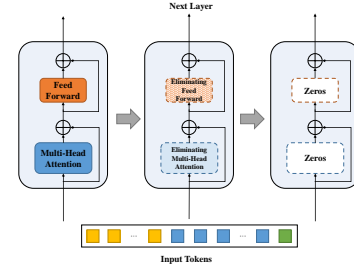 Next Layer
Feed
Forward
Multi-Head
Attention
Eliminating
Feed
Forward
Eliminating
Multi-Head Attention
Zeros
Zeros
... ...
Input Tokens